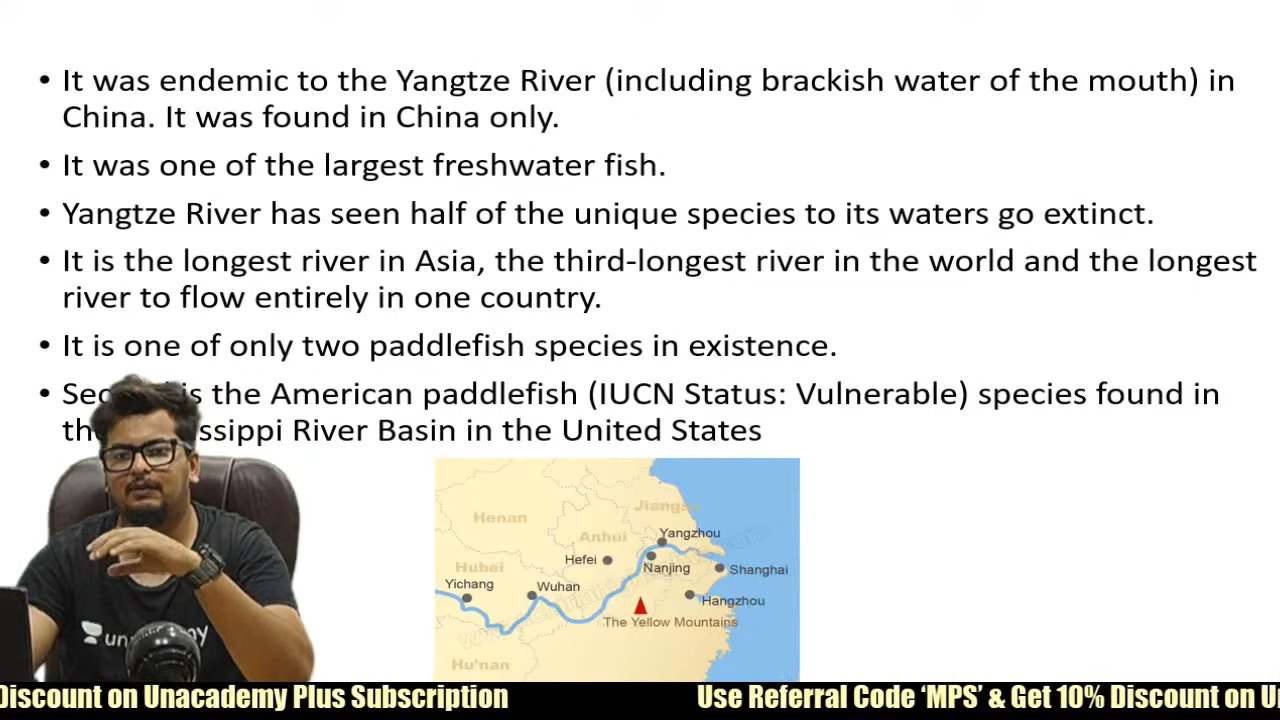 • It was endemic to the Yangtze River (including brackish water of the mouth) in
China. It was found in China only.
• It was one of the largest freshwater fish.
• Yangtze River has seen half of the unique species to its waters go extinct.
• It is the longest river in Asia, the third-longest river in the world and the longest
river to flow entirely in one country.
• It is one of only two paddlefish species in existence.
• is the American paddlefish (IUCN Status: Vulnerable) species found in
River Basin in the United States
Henan
Jiangs
Anhui
Yangzhou
Hefei
Nanjing
Shanghai
Hubei
Yichang
Wuhan
Hangzhou
The Yellow Mountains
Hu'nan
Discount on Unacademy Plus Subscription
Use Referral Code ‘MPS’ & Get 10% Discount on U